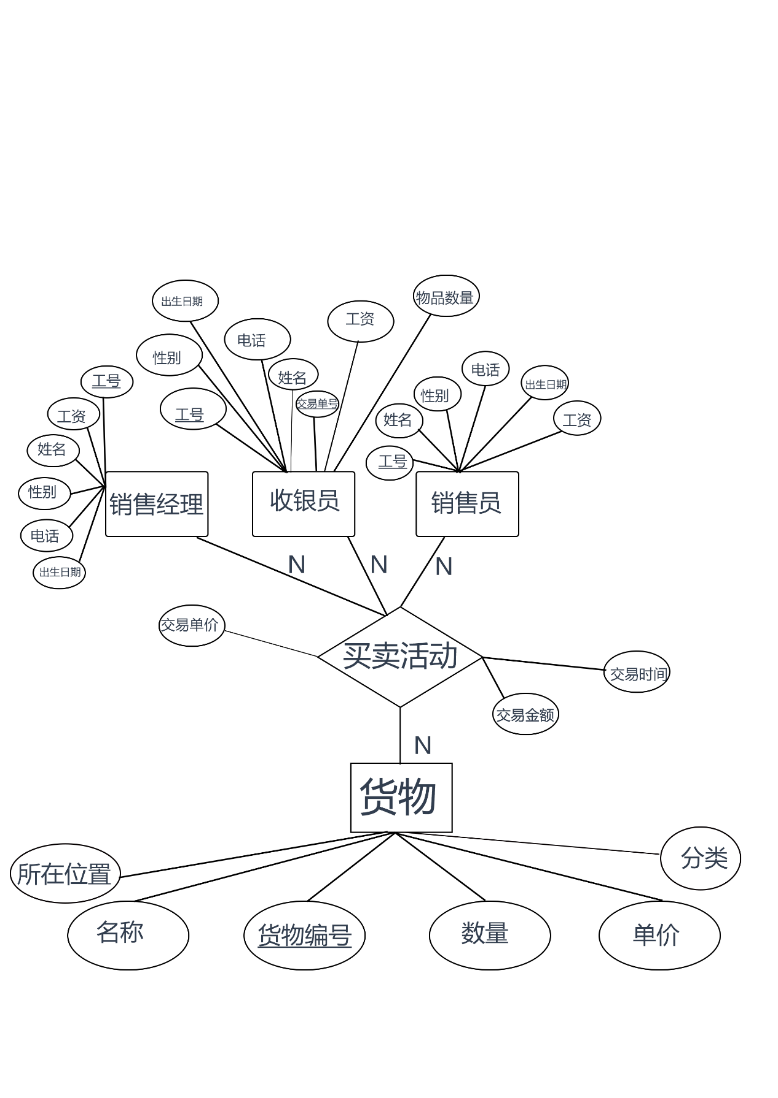 出生日期
物品数量
工资
电话
性别
姓名
电话
工号
出生日期
性别
交易单号
工号
工资
工资
姓名
姓名
工号
性别
销售经理
收银员
销售员
电话
出生日期
N
N
N
交易单价
买卖活动
交易时间
交易金额
N
货物
所在位置
分类
名称
货物编号
数量
单价